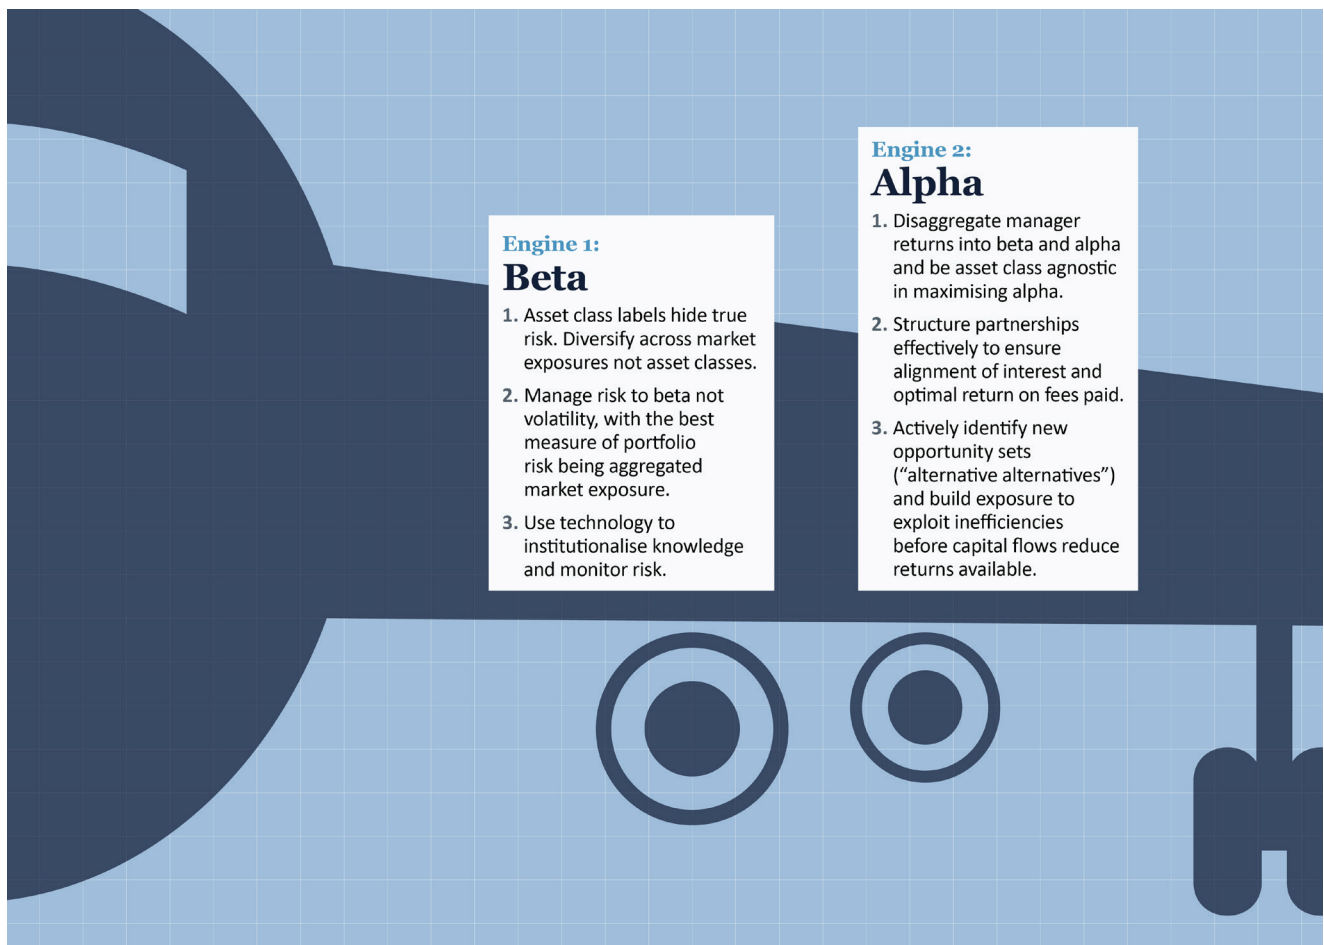 Engine 1:
Beta
1. Asset class labels hide true
risk. Diversify across market
exposures not asset classes.
2. Manage risk to beta not
volatility, with the best
measure of portfolio
risk being aggregated
market exposure.
3. Use technology to
institutionalise knowledge
and monitor risk.
Engine 2:
Alpha
1. Disaggregate manager
returns into beta and alpha
and be asset class agnostic
in maximising alpha.
2. Structure partnerships
effectively to ensure
alignment of interest and
optimal return on fees paid.
3. Actively identify new
opportunity sets
(“alternative alternatives”)
and build exposure to
exploit inefficiencies
before capital flows reduce
returns available.